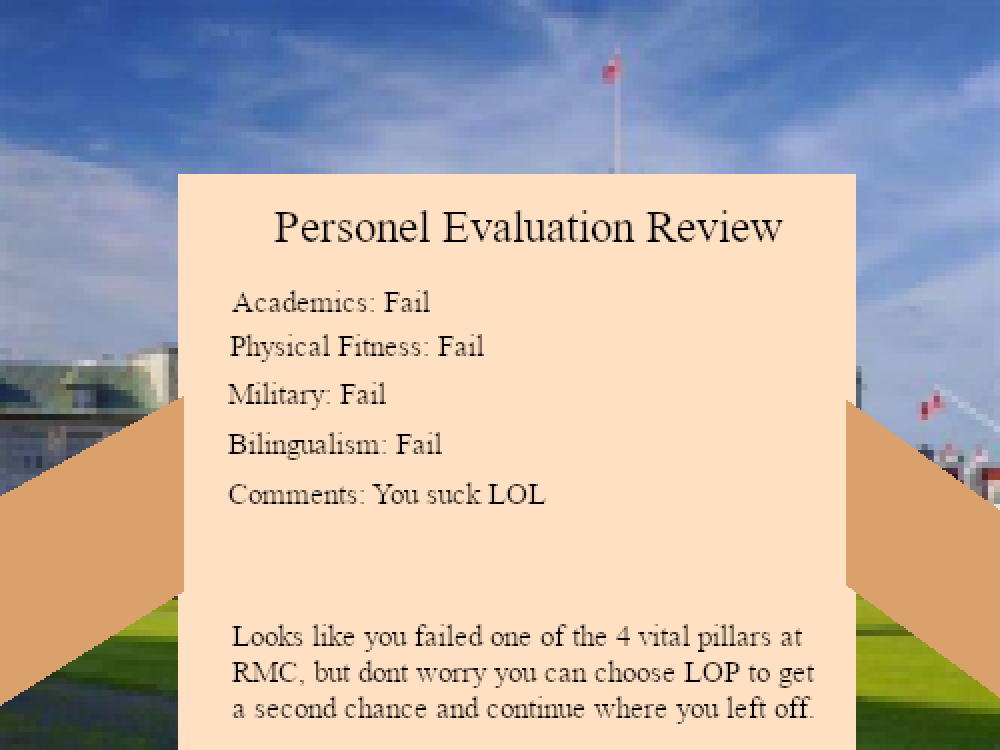 Personel Evaluation Review
Academics: Fail
Physical Fitness: Fail
Military: Fail
Bilingualism: Fail
Comments: You suck LOL
Looks like you failed one of the 4 vital pillars at
RMC, but dont worry you can choose LOP to get
a second chance and continue where you left off.